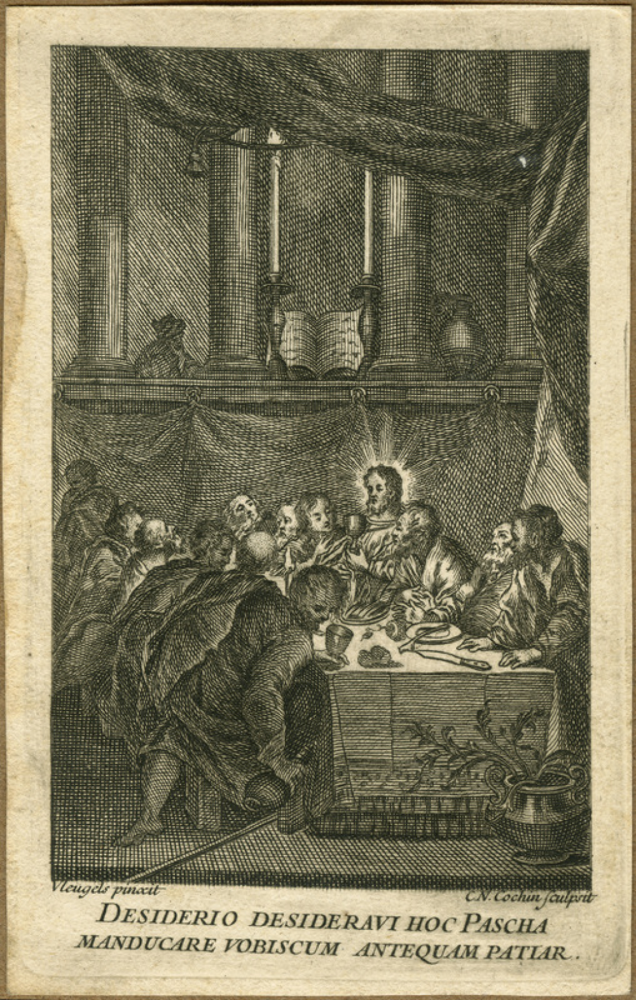 Vleugels pinxit
C. N. Cochin sculpsit
DESIDERIO DESIDERAVI HOC PASCHA
MANDUCARE VOBISCUM ANTEQUAM PATIAR.